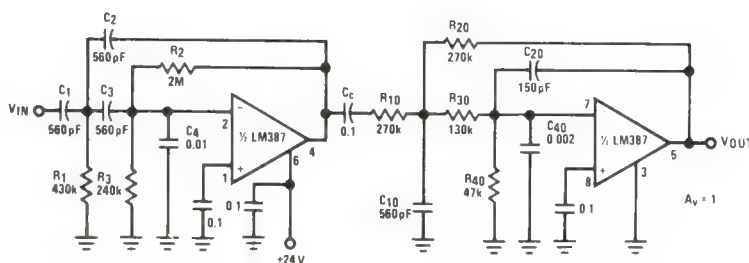 C2
560pF
R2
2M
C1
VIN
560pF
C3
560pF
R1
430k
R3
240k
C4
0.01
2
−
½ LM387
+
1
4
6
0.1
0.1
+24V
CC
0.1
R10
270k
R20
270k
C20
150pF
R30
130k
C10
560pF
R40
47k
C40
0.002
7
−
½ LM387
+
8
5
3
0.1
VOUT
AV = 1